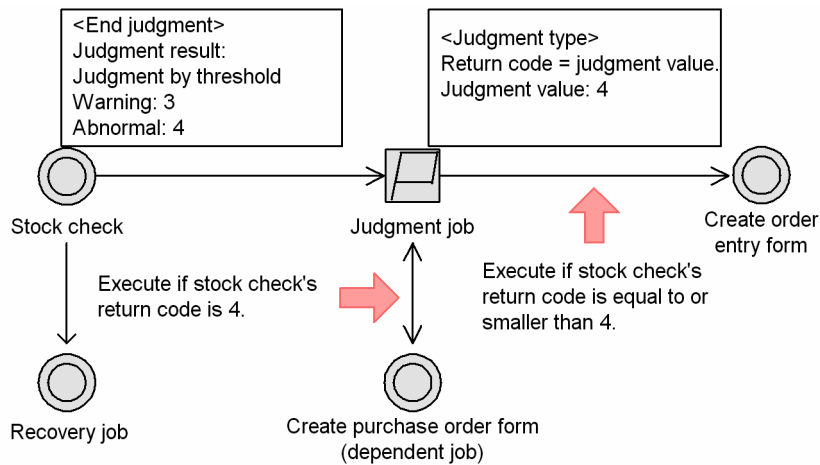 <End judgment>
Judgment result:
Judgment by threshold
Warning: 3
Abnormal: 4
<Judgment type>
Return code = judgment value.
Judgment value: 4
Stock check
Judgment job
Create order
entry form
Execute if stock check's
return code is 4.
Execute if stock check's
return code is equal to or
smaller than 4.
Recovery job
Create purchase order form
(dependent job)